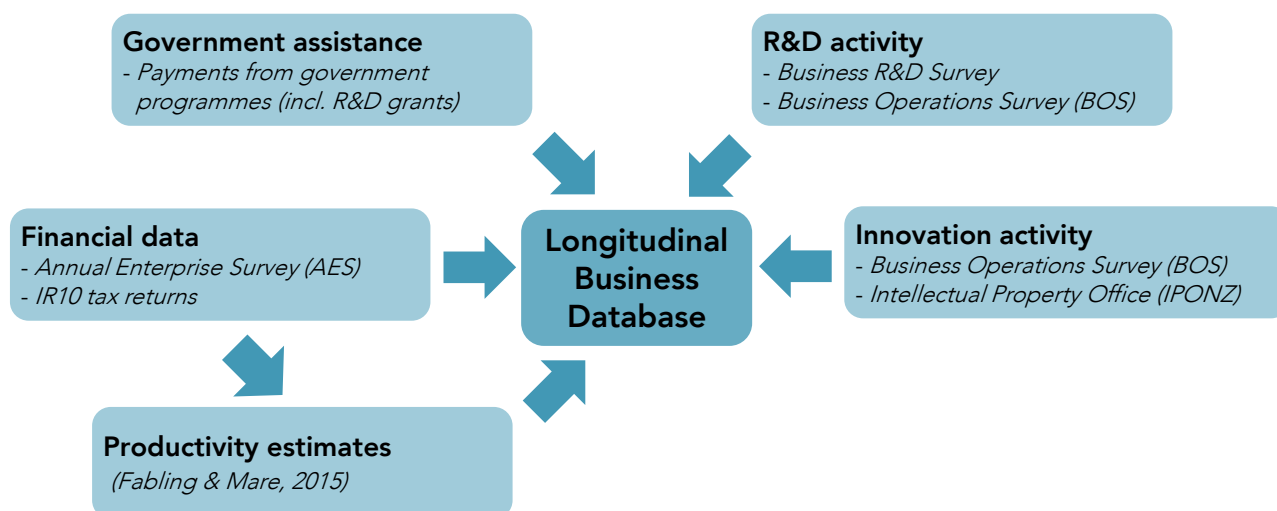 Government assistance
- Payments from government
programmes (incl. R&D grants)
R&D activity
- Business R&D Survey
- Business Operations Survey (BOS)
Financial data
- Annual Enterprise Survey (AES)
- IR10 tax returns
Longitudinal
Business
Database
Innovation activity
- Business Operations Survey (BOS)
- Intellectual Property Office (IPONZ)
Productivity estimates
(Fabling & Mare, 2015)